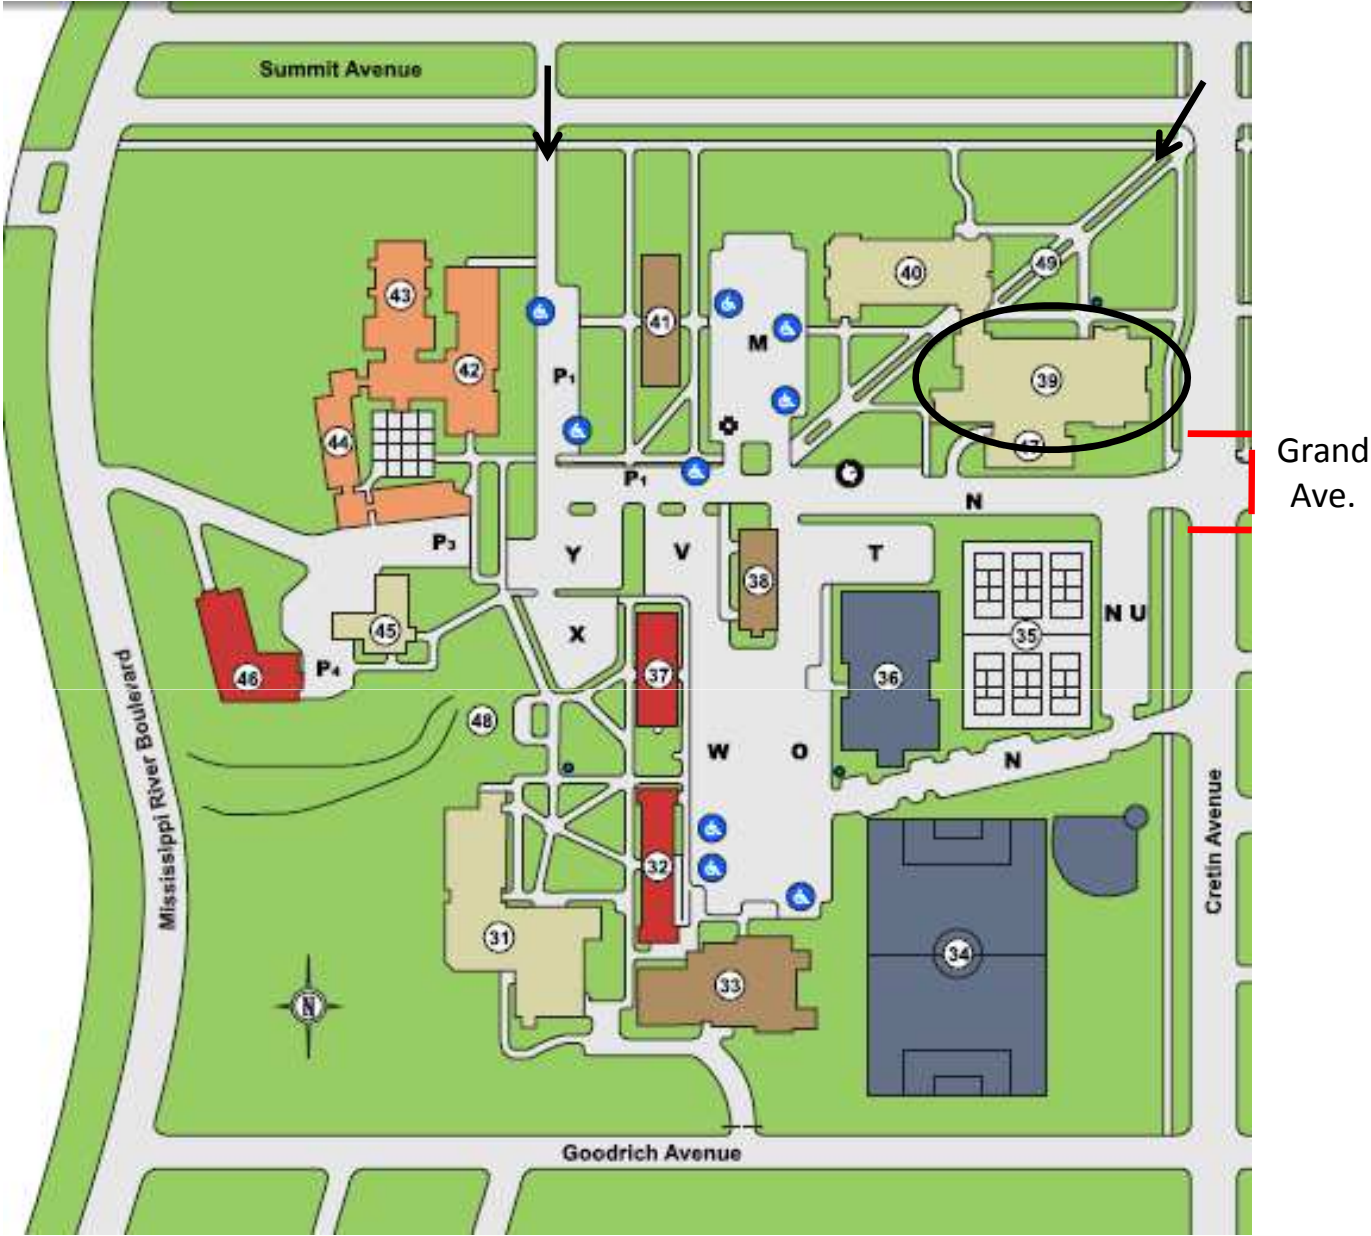 Summit Avenue
40
49
43
41
M
42
P1
39
44
47
Grand
Ave.
P1
N
P3
Y
V
T
38
N U
45
X
35
46
P4
37
36
48
W
O
N
Mississippi River Boulevard
Cretin Avenue
32
31
34
33
N
Goodrich Avenue